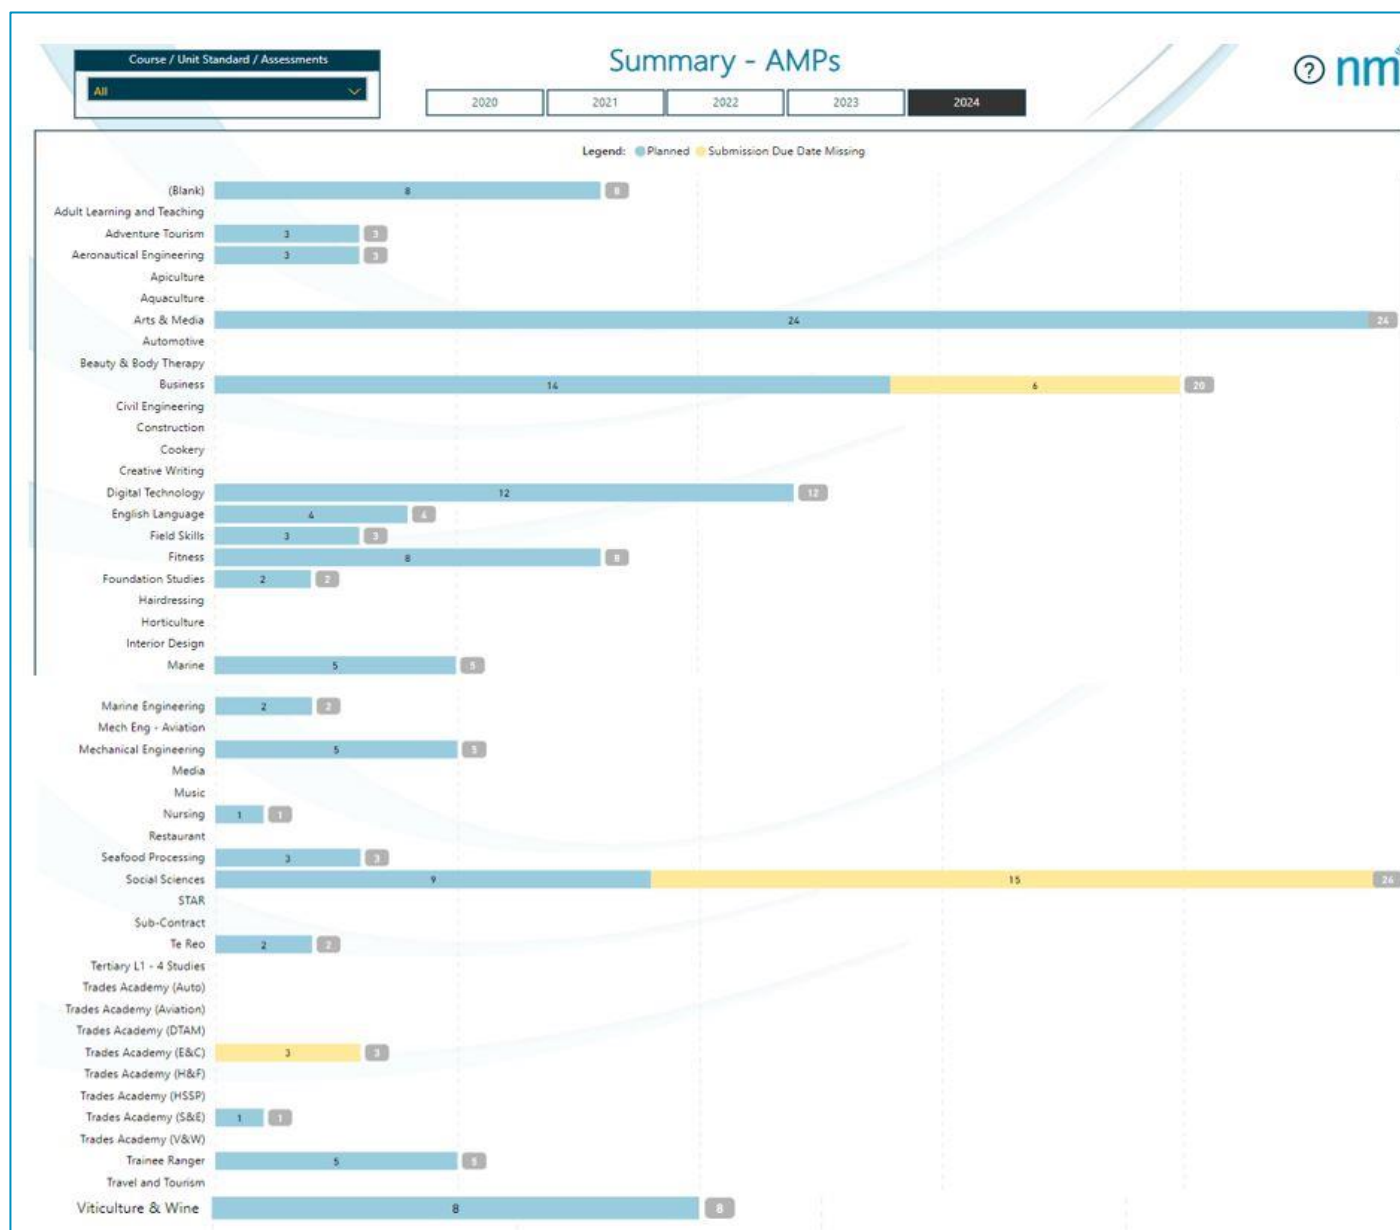 Course / Unit Standard / Assessments
All
Summary - AMPs
2020 2021 2022 2023 2024
? nm
Legend: Planned Submission Due Date Missing
(Blank) 8 8
Adult Learning and Teaching
Adventure Tourism 3 3
Aeronautical Engineering 3 3
Apiculture
Aquaculture
Arts & Media 24 24
Automotive
Beauty & Body Therapy
Business 14 6 20
Civil Engineering
Construction
Cookery
Creative Writing
Digital Technology 12 12
English Language 4 4
Field Skills 3 3
Fitness 8 8
Foundation Studies 2 2
Hairdressing
Horticulture
Interior Design
Marine 5 5
Marine Engineering 2 2
Mech Eng - Aviation
Mechanical Engineering 5 5
Media
Music
Nursing 1 1
Restaurant
Seafood Processing 3 3
Social Sciences 9 15 24
STAR
Sub-Contract
Te Reo 2 2
Tertiary L1 - 4 Studies
Trades Academy (Auto)
Trades Academy (Aviation)
Trades Academy (DTAM)
Trades Academy (E&C) 3 3
Trades Academy (H&F)
Trades Academy (HSSP)
Trades Academy (S&E) 1 1
Trades Academy (V&W)
Trainee Ranger 5 5
Travel and Tourism
Viticulture & Wine 8 8